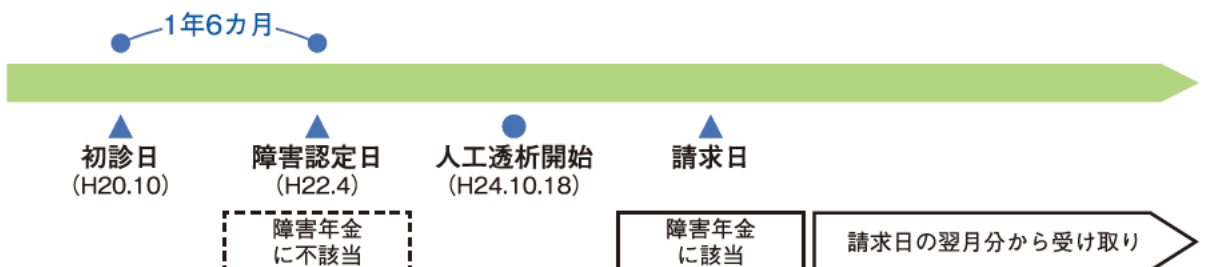 1年6カ月
初診日
（H20.10）
障害認定日
（H22.4）
人工透析開始
（H24.10.18）
請求日
障害年金
に不該当
障害年金
に該当
請求日の翌月分から受け取り